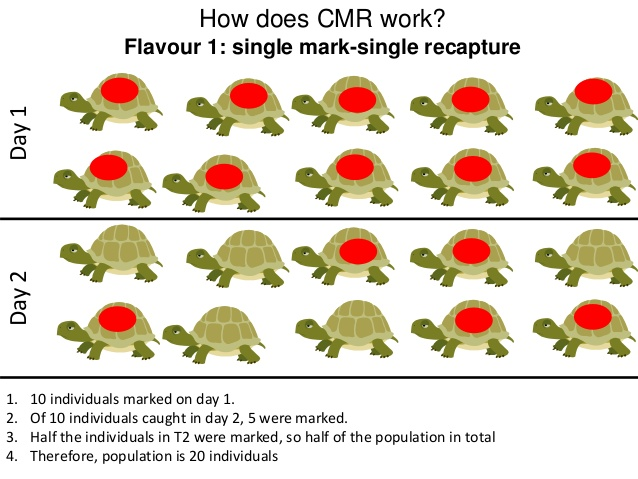 How does CMR work?
Flavour 1: single mark-single recapture
Day 1
Day 2
1. 10 individuals marked on day 1.
2. Of 10 individuals caught in day 2, 5 were marked.
3. Half the individuals in T2 were marked, so half of the population in total
4. Therefore, population is 20 individuals